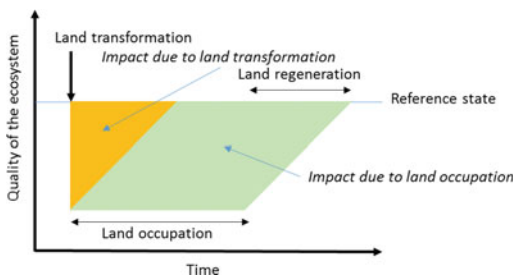 Land transformation
Impact due to land transformation
Land regeneration
Reference state
Impact due to land occupation
Land occupation
Quality of the ecosystem
Time